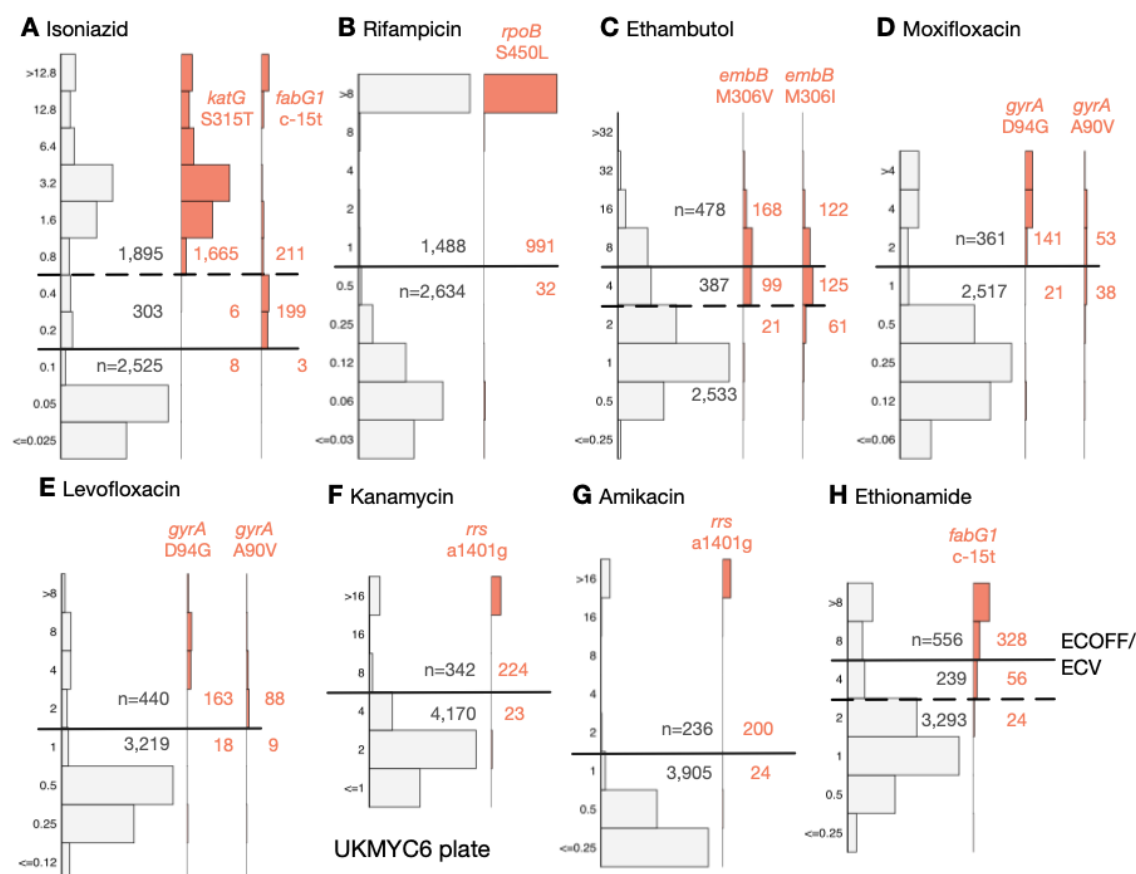 A Isoniazid
katG
S315T
fabG1
c-15t
>12.8
12.8
6.4
3.2
1.6
0.8
0.4
0.2
0.1
0.05
<=0.025
1,895
1,665
211
303
6
199
n=2,525
8
3
B Rifampicin
rpoB
S450L
>8
8
4
2
1
0.5
0.25
0.12
0.06
<=0.03
1,488
991
n=2,634
32
C Ethambutol
embB
M306V
embB
M306I
>32
32
16
8
4
2
1
0.5
<=0.25
n=478
168
122
387
99
125
21
61
2,533
D Moxifloxacin
gyrA
D94G
gyrA
A90V
>4
4
2
1
0.5
0.25
0.12
<=0.06
n=361
141
53
2,517
21
38
E Levofloxacin
gyrA
D94G
gyrA
A90V
>8
8
4
2
1
0.5
0.25
<=0.12
n=440
163
88
3,219
18
9
F Kanamycin
rrs
a1401g
>16
16
8
4
2
<=1
n=342
224
4,170
23
UKMYC6 plate
G Amikacin
rrs
a1401g
>16
16
8
4
2
1
0.5
<=0.25
n=236
200
3,905
24
H Ethionamide
fabG1
c-15t
>8
8
4
2
1
0.5
<=0.25
n=556
328
239
56
3,293
24
ECOFF/
ECV